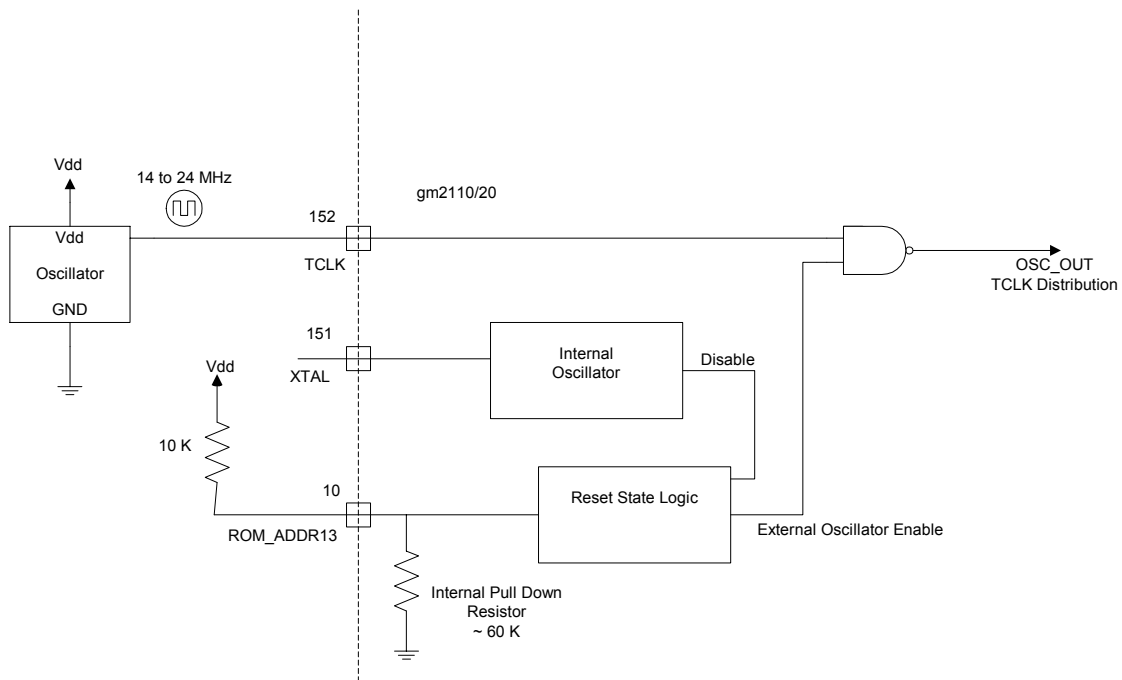 Vdd
14 to 24 MHz
gm2110/20
152
Vdd
TCLK
Oscillator
OSC_OUT
TCLK Distribution
GND
151
Internal
Oscillator
Disable
XTAL
Vdd
10 K
10
Reset State Logic
ROM_ADDR13
External Oscillator Enable
Internal Pull Down
Resistor
~ 60 K